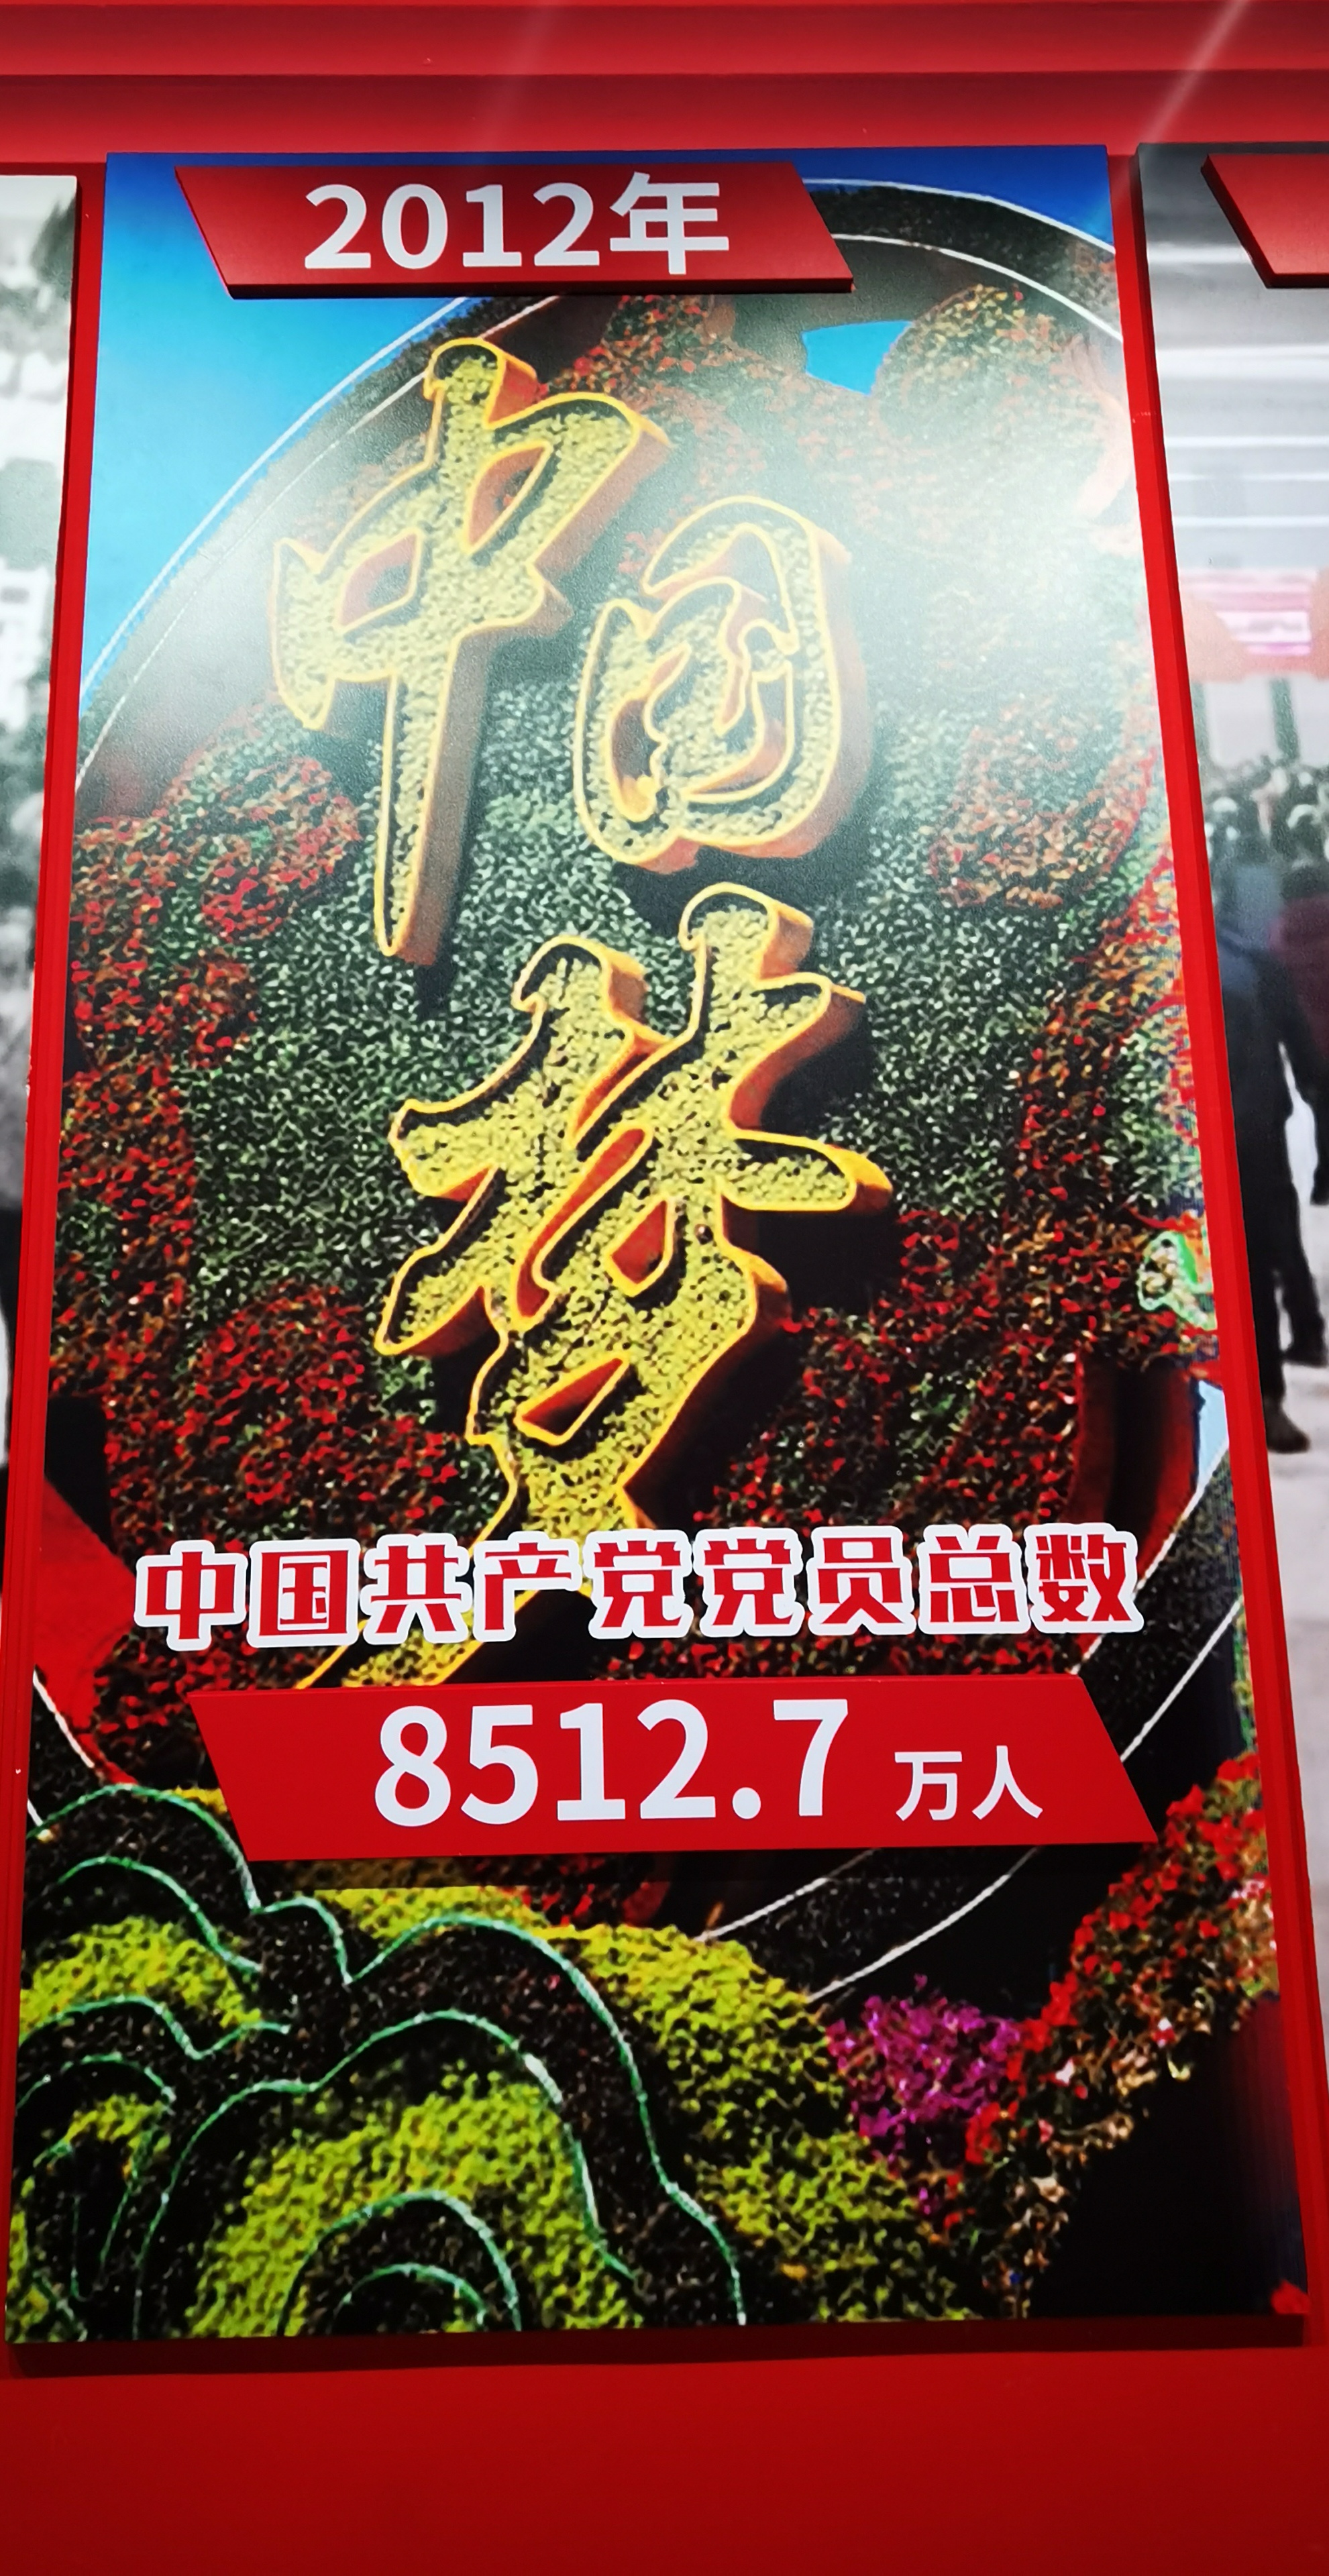 2012年
中国
梦
中国共产党党员总数
8512.7 万人